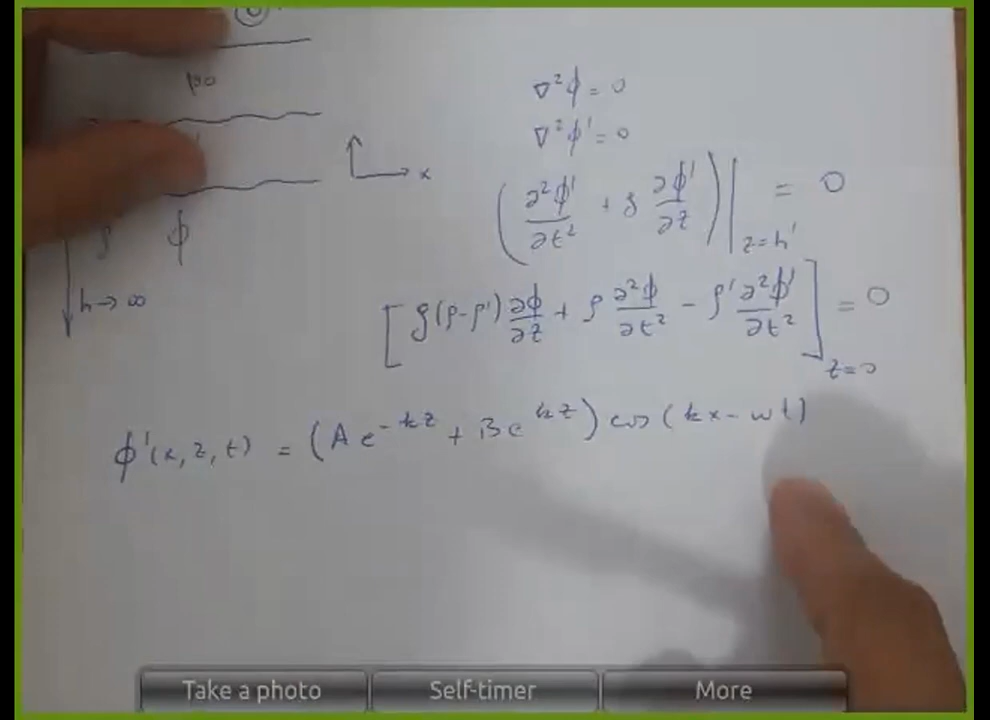 p₀
∇²ϕ = 0
∇²ϕ' = 0
x
(∂²ϕ'/∂t² + g ∂ϕ'/∂z)|z=h' = 0
ρ ϕ
h → ∞
[g(ρ-ρ')∂ϕ/∂z + ρ ∂²ϕ/∂t² - ρ' ∂²ϕ'/∂t²]z=0 = 0
ϕ'(x, z, t) = (A e^-kz + B e^kz) cos(kx - ωt)
Take a photo
Self-timer
More